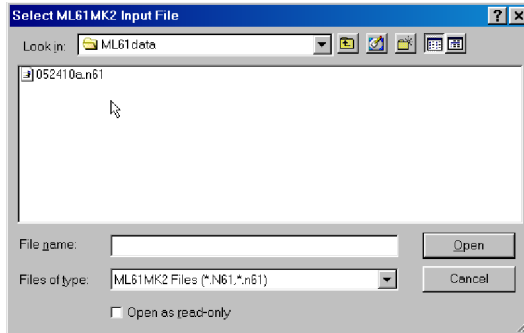 Select ML61MK2 Input File
Look in: ML61data
052410a.n61
File name: Open
Files of type: ML61MK2 Files (*.N61,*.n61) Cancel
Open as read-only